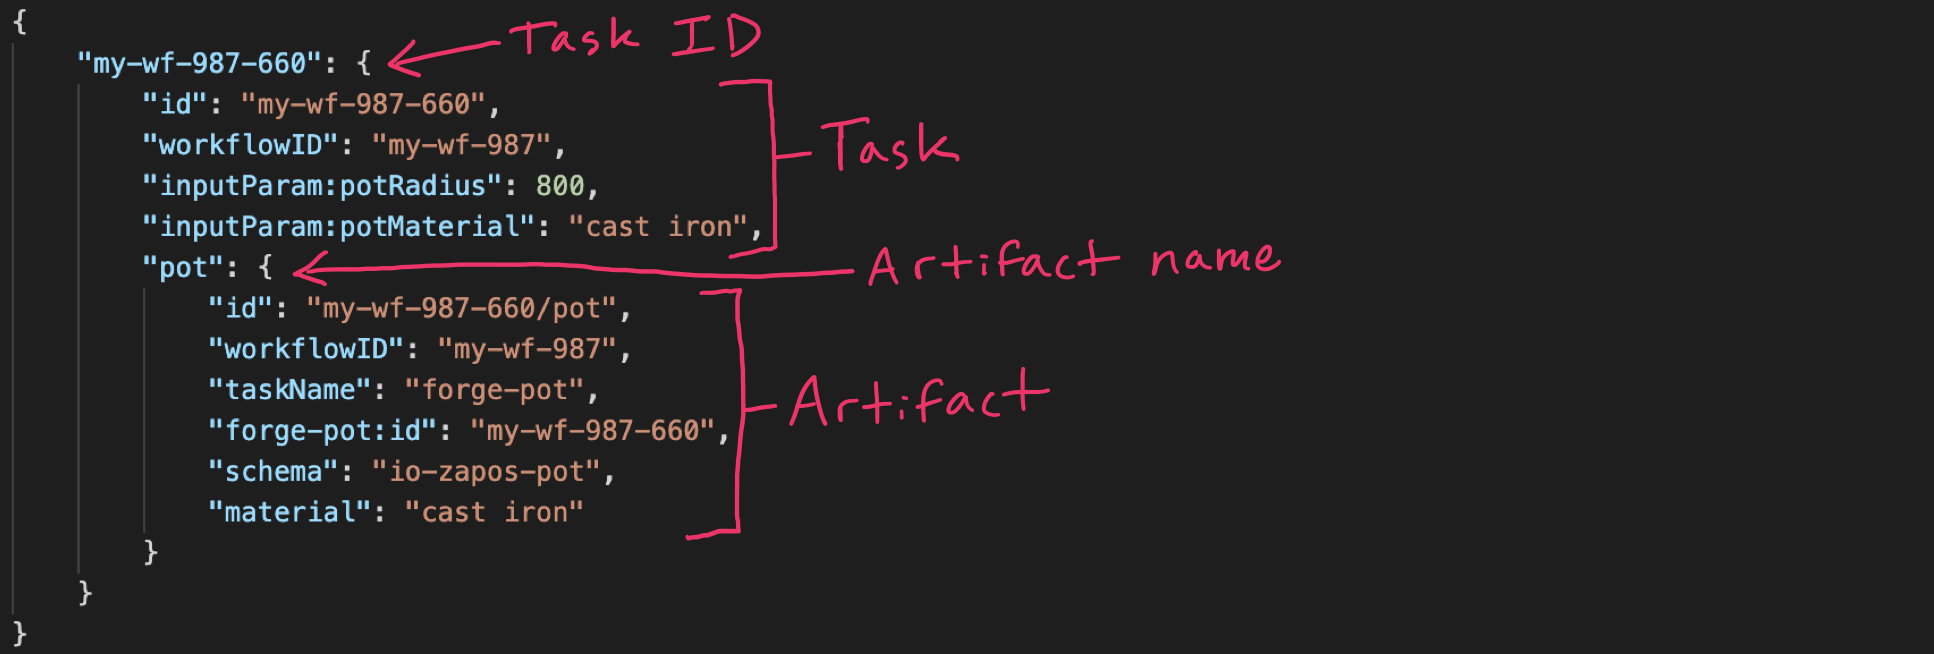 {
"my-wf-987-660": { Task ID
"id": "my-wf-987-660",
"workflowID": "my-wf-987", Task
"inputParam:potRadius": 800,
"inputParam:potMaterial": "cast iron",
"pot": { Artifact name
"id": "my-wf-987-660/pot",
"workflowID": "my-wf-987",
"taskName": "forge-pot", Artifact
"forge-pot:id": "my-wf-987-660",
"schema": "io-zapos-pot",
"material": "cast iron"
}
}
}